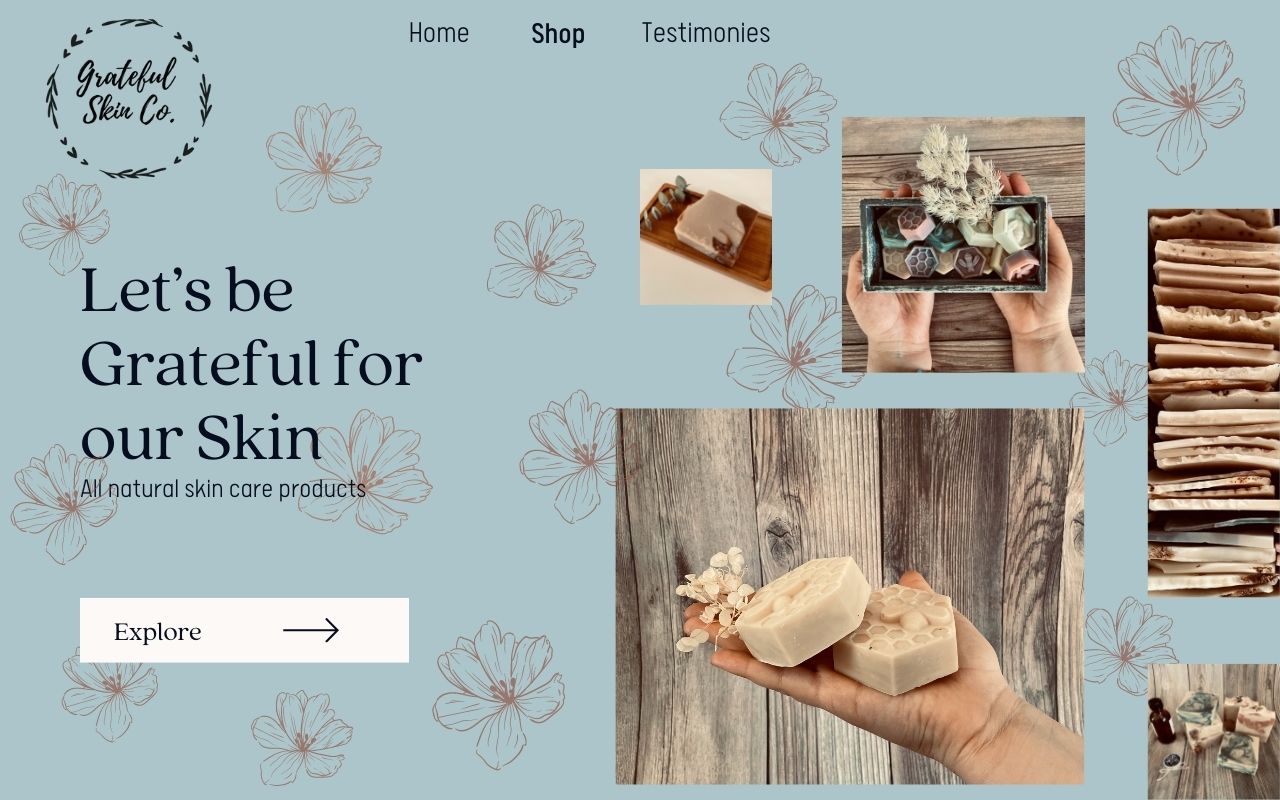 Grateful
Skin Co.
Home
Shop
Testimonies
Let's be
Grateful for
our Skin
All natural skin care products
Explore